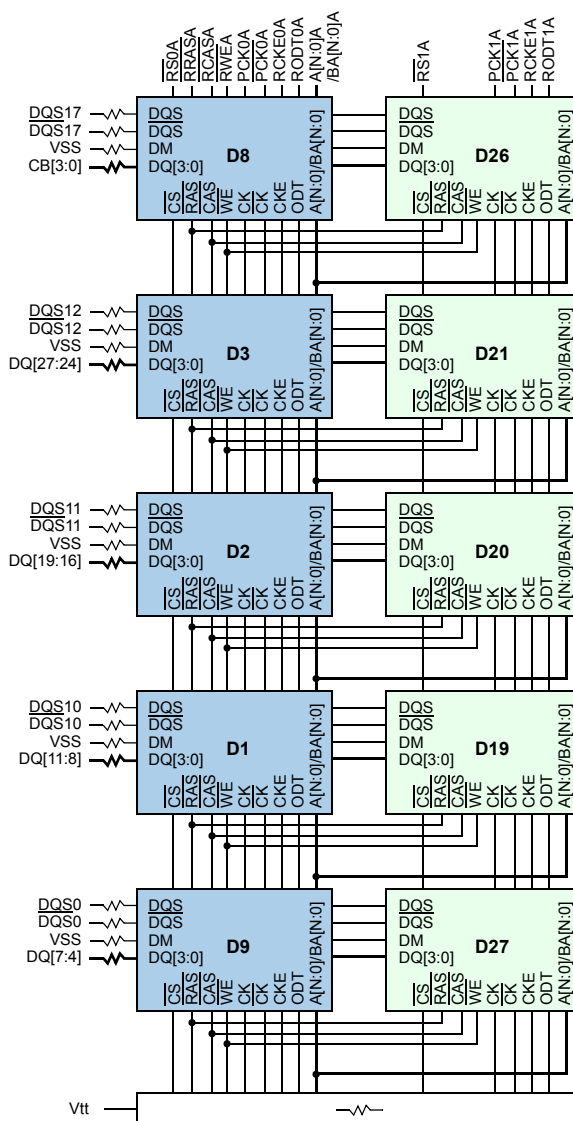 RS0A
RRASA
RCASA
RWEA
PCK0A
PCK0A
RCKE0A
RODT0A
A[N:0]A
/BA[N:0]A
RS1A
PCK1A
PCK1A
RCKE1A
RODT1A
DQS17
DQS17
VSS
CB[3:0]
DQS
DQS
DM
DQ[3:0]
D8
CS
RAS
CAS
WE
CK
CK
CKE
ODT
A[N:0]/BA[N:0]
DQS
DQS
DM
DQ[3:0]
D26
CS
RAS
CAS
WE
CK
CK
CKE
ODT
A[N:0]/BA[N:0]
DQS12
DQS12
VSS
DQ[27:24]
DQS
DQS
DM
DQ[3:0]
D3
CS
RAS
CAS
WE
CK
CK
CKE
ODT
A[N:0]/BA[N:0]
DQS
DQS
DM
DQ[3:0]
D21
CS
RAS
CAS
WE
CK
CK
CKE
ODT
A[N:0]/BA[N:0]
DQS11
DQS11
VSS
DQ[19:16]
DQS
DQS
DM
DQ[3:0]
D2
CS
RAS
CAS
WE
CK
CK
CKE
ODT
A[N:0]/BA[N:0]
DQS
DQS
DM
DQ[3:0]
D20
CS
RAS
CAS
WE
CK
CK
CKE
ODT
A[N:0]/BA[N:0]
DQS10
DQS10
VSS
DQ[11:8]
DQS
DQS
DM
DQ[3:0]
D1
CS
RAS
CAS
WE
CK
CK
CKE
ODT
A[N:0]/BA[N:0]
DQS
DQS
DM
DQ[3:0]
D19
CS
RAS
CAS
WE
CK
CK
CKE
ODT
A[N:0]/BA[N:0]
DQS0
DQS0
VSS
DQ[7:4]
DQS
DQS
DM
DQ[3:0]
D9
CS
RAS
CAS
WE
CK
CK
CKE
ODT
A[N:0]/BA[N:0]
DQS
DQS
DM
DQ[3:0]
D27
CS
RAS
CAS
WE
CK
CK
CKE
ODT
A[N:0]/BA[N:0]
Vtt